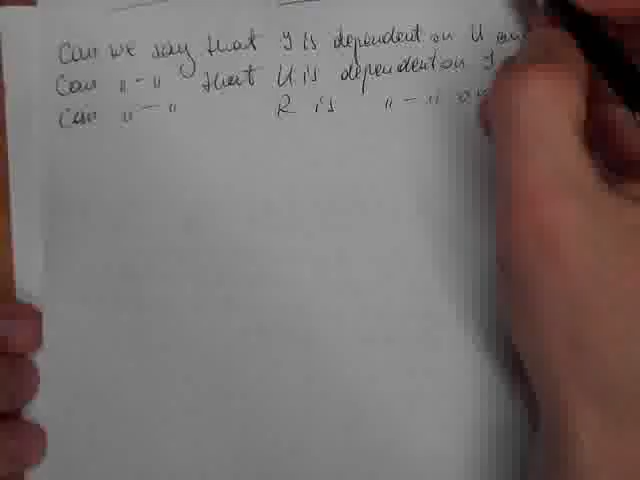 Can we say that I is dependent on U
Can " - " that U is dependent on I
Can " - " R is " - "